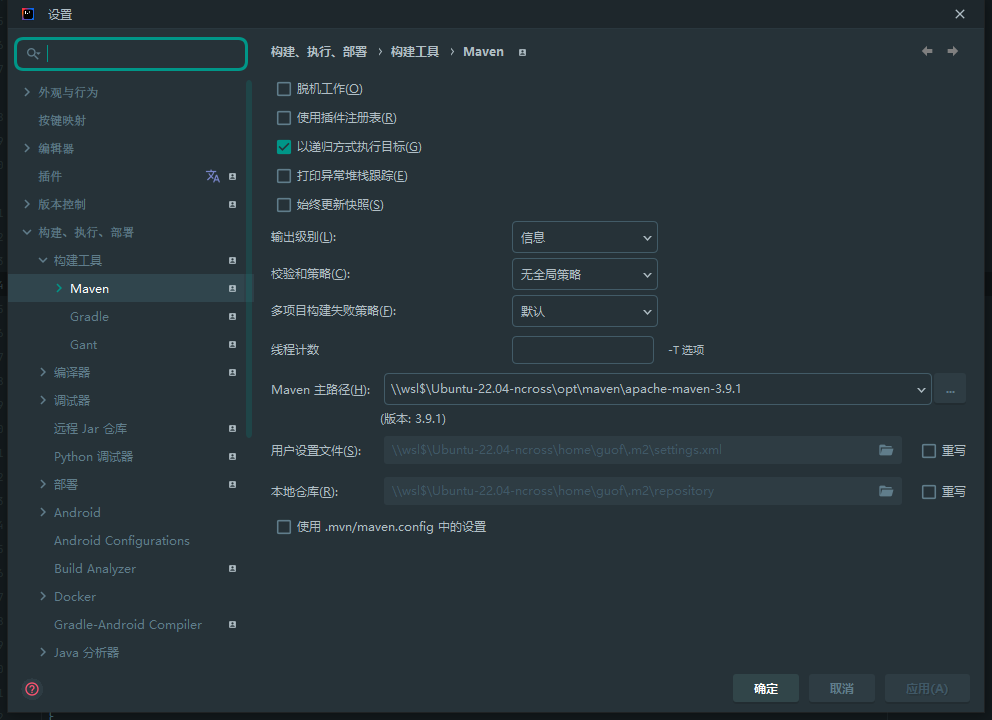 设置
构建、执行、部署 › 构建工具 › Maven
外观与行为
按键映射
编辑器
插件
版本控制
构建、执行、部署
构建工具
Maven
Gradle
Gant
编译器
调试器
远程 Jar 仓库
Python 调试器
部署
Android
Android Configurations
Build Analyzer
Docker
Gradle-Android Compiler
Java 分析器
脱机工作(O)
使用插件注册表(R)
以递归方式执行目标(G)
打印异常堆栈跟踪(E)
始终更新快照(S)
输出级别(L): 信息
校验和策略(C): 无全局策略
多项目构建失败策略(F): 默认
线程计数 -T 选项
Maven 主路径(H): \\wsl$\Ubuntu-22.04-ncross\opt\maven\apache-maven-3.9.1 ...
(版本: 3.9.1)
用户设置文件(S): \\wsl$\Ubuntu-22.04-ncross\home\guof\.m2\settings.xml 重写
本地仓库(R): \\wsl$\Ubuntu-22.04-ncross\home\guof\.m2\repository 重写
使用 .mvn/maven.config 中的设置
? 确定 取消 应用(A)